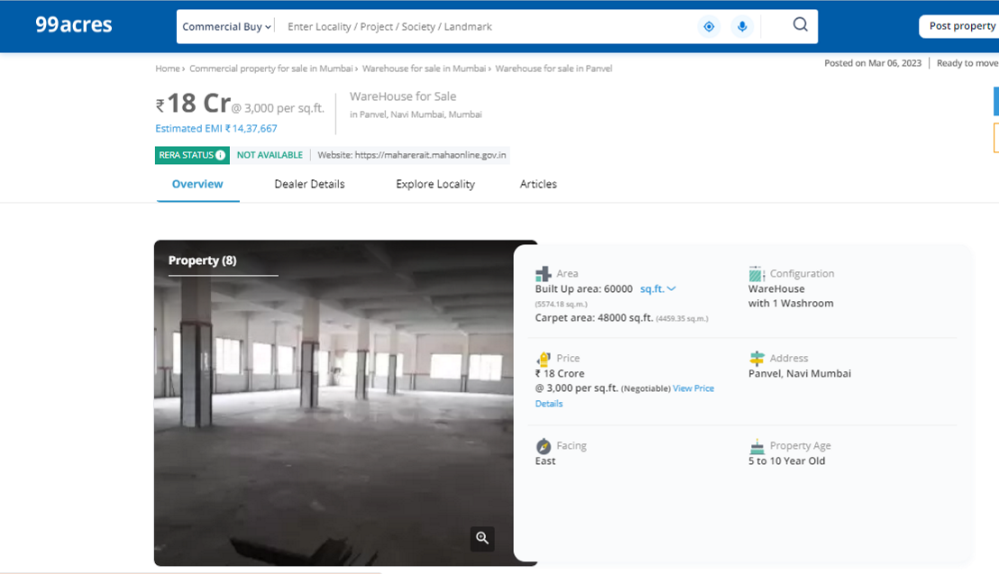 99acres
Commercial Buy
Enter Locality / Project / Society / Landmark
Post property
Home › Commercial property for sale in Mumbai › Warehouse for sale in Mumbai › Warehouse for sale in Panvel
Posted on Mar 06, 2023 | Ready to move
₹ 18 Cr @ 3,000 per sq.ft.
Estimated EMI ₹ 14,37,667
WareHouse for Sale
in Panvel, Navi Mumbai, Mumbai
RERA STATUS NOT AVAILABLE | Website: https://maharerait.mahaonline.gov.in
Overview Dealer Details Explore Locality Articles
Property (8)
Area
Built Up area: 60000 sq.ft.
(5574.18 sq.m.)
Carpet area: 48000 sq.ft. (4459.35 sq.m.)
Configuration
WareHouse
with 1 Washroom
Price
₹ 18 Crore
@ 3,000 per sq.ft. (Negotiable) View Price
Details
Address
Panvel, Navi Mumbai
Facing
East
Property Age
5 to 10 Year Old